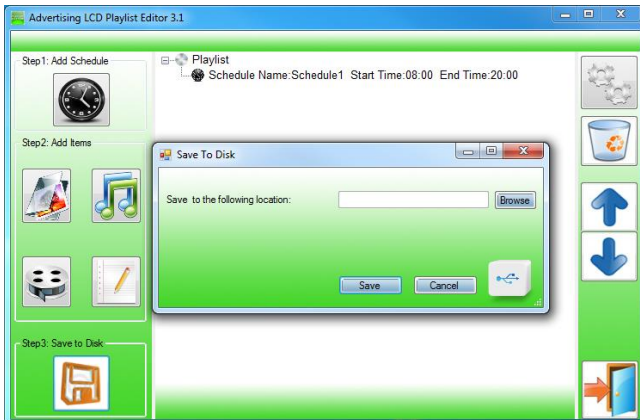 Advertising LCD Playlist Editor 3.1
Step1: Add Schedule
Playlist
Schedule Name:Schedule1 Start Time:08:00 End Time:20:00
Step2: Add Items
Save To Disk
Save to the following location:
Browse
Save
Cancel
Step3: Save to Disk